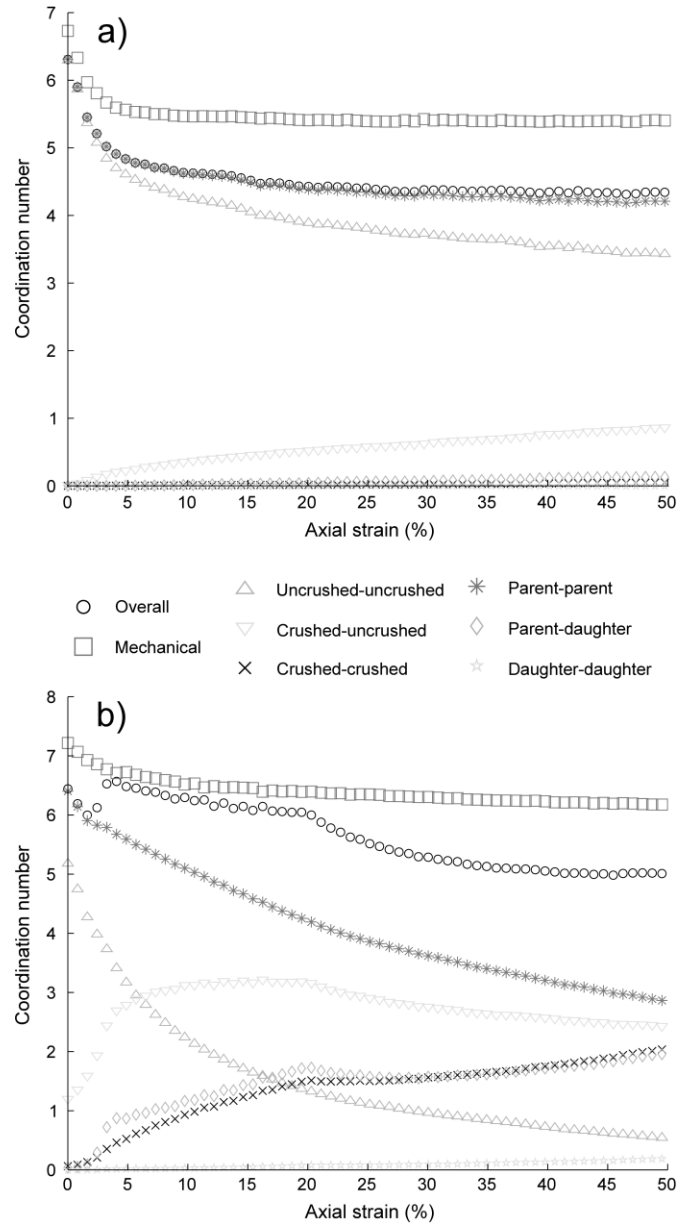 a)
7
6
5
4
3
2
1
0
Coordination number
0 5 10 15 20 25 30 35 40 45 50
Axial strain (%)
Overall
Mechanical
Uncrushed-uncrushed
Crushed-uncrushed
Crushed-crushed
Parent-parent
Parent-daughter
Daughter-daughter
b)
8
7
6
5
4
3
2
1
0
Coordination number
0 5 10 15 20 25 30 35 40 45 50
Axial strain (%)